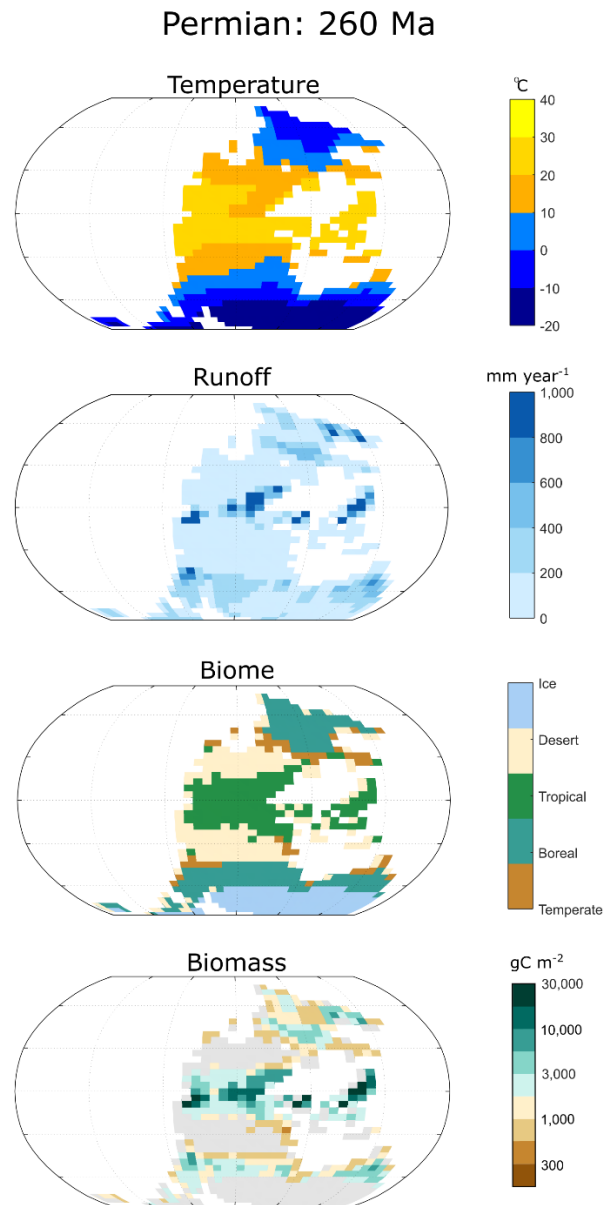 Permian: 260 Ma
Temperature
°C
40
30
20
10
0
-10
-20
Runoff
mm year⁻¹
1,000
800
600
400
200
0
Biome
Ice
Desert
Tropical
Boreal
Temperate
Biomass
gC m⁻²
30,000
10,000
3,000
1,000
300